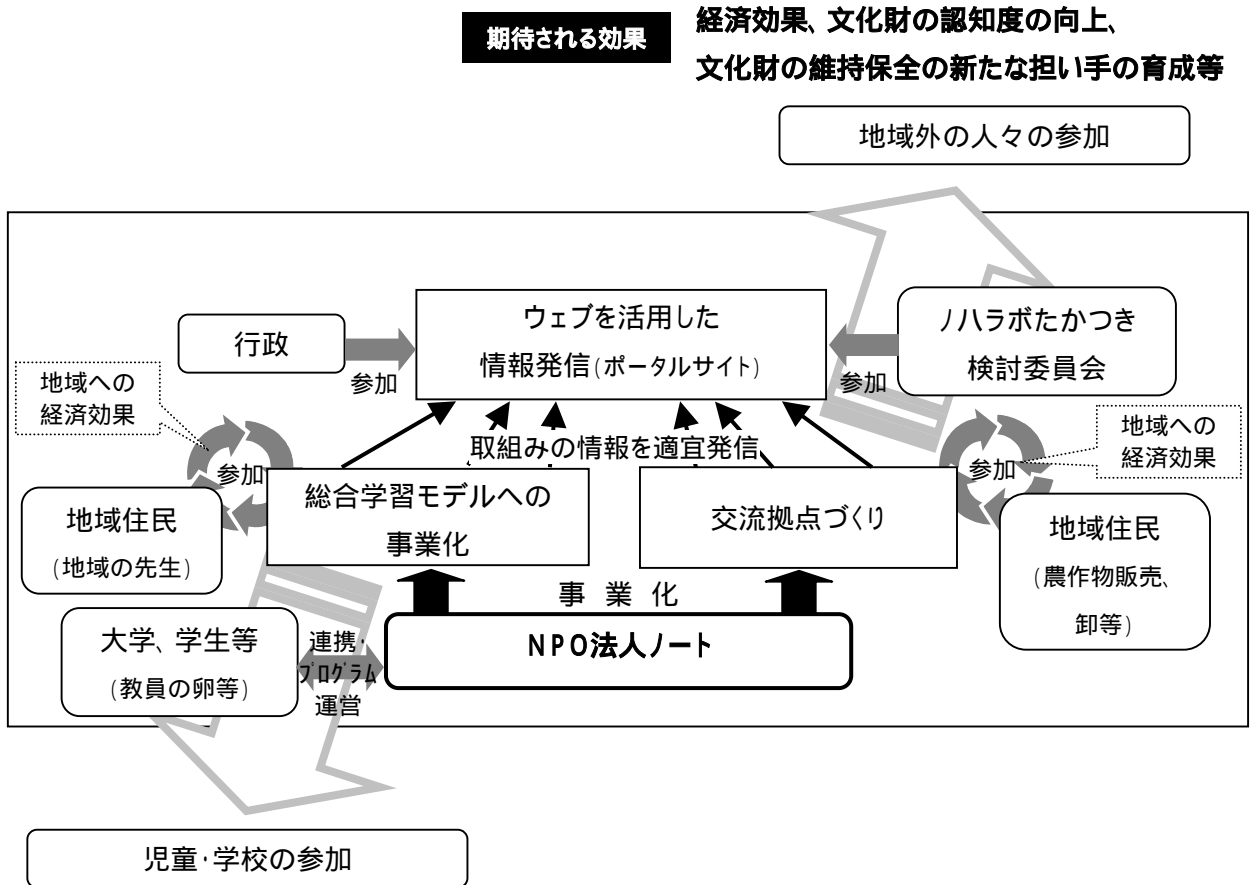 期待される効果
経済効果、文化財の認知度の向上、
文化財の維持保全の新たな担い手の育成等
地域外の人々の参加
ウェブを活用した
情報発信(ポータルサイト)
行政
参加
ノハラボたかつき
検討委員会
参加
地域への
経済効果
地域への
経済効果
取組みの情報を適宜発信
参加
参加
総合学習モデルへの
事業化
交流拠点づくり
地域住民
(地域の先生)
地域住民
(農作物販売、
卸等)
事業化
NPO法人ノート
大学、学生等
(教員の卵等)
連携・
プログラム
運営
児童・学校の参加